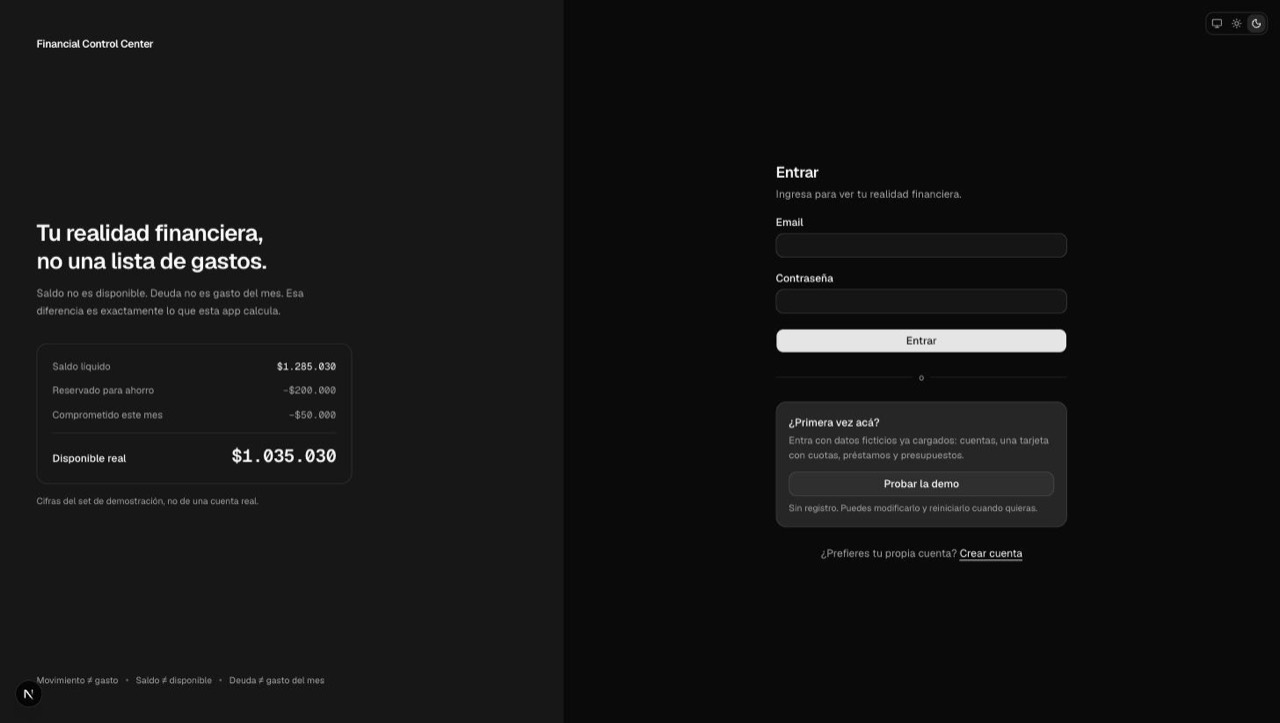 Financial Control Center
Tu realidad financiera,
no una lista de gastos.
Saldo no es disponible. Deuda no es gasto del mes. Esa
diferencia es exactamente lo que esta app calcula.
Saldo líquido $1.285.030
Reservado para ahorro -$200.000
Comprometido este mes -$50.000
Disponible real $1.035.030
Cifras del set de demostración, no de una cuenta real.
Movimiento ≠ gasto • Saldo ≠ disponible • Deuda ≠ gasto del mes
N
Entrar
Ingresa para ver tu realidad financiera.
Email
Contraseña
Entrar
o
¿Primera vez acá?
Entra con datos ficticios ya cargados: cuentas, una tarjeta
con cuotas, préstamos y presupuestos.
Probar la demo
Sin registro. Puedes modificarlo y reiniciarlo cuando quieras.
¿Prefieres tu propia cuenta? Crear cuenta